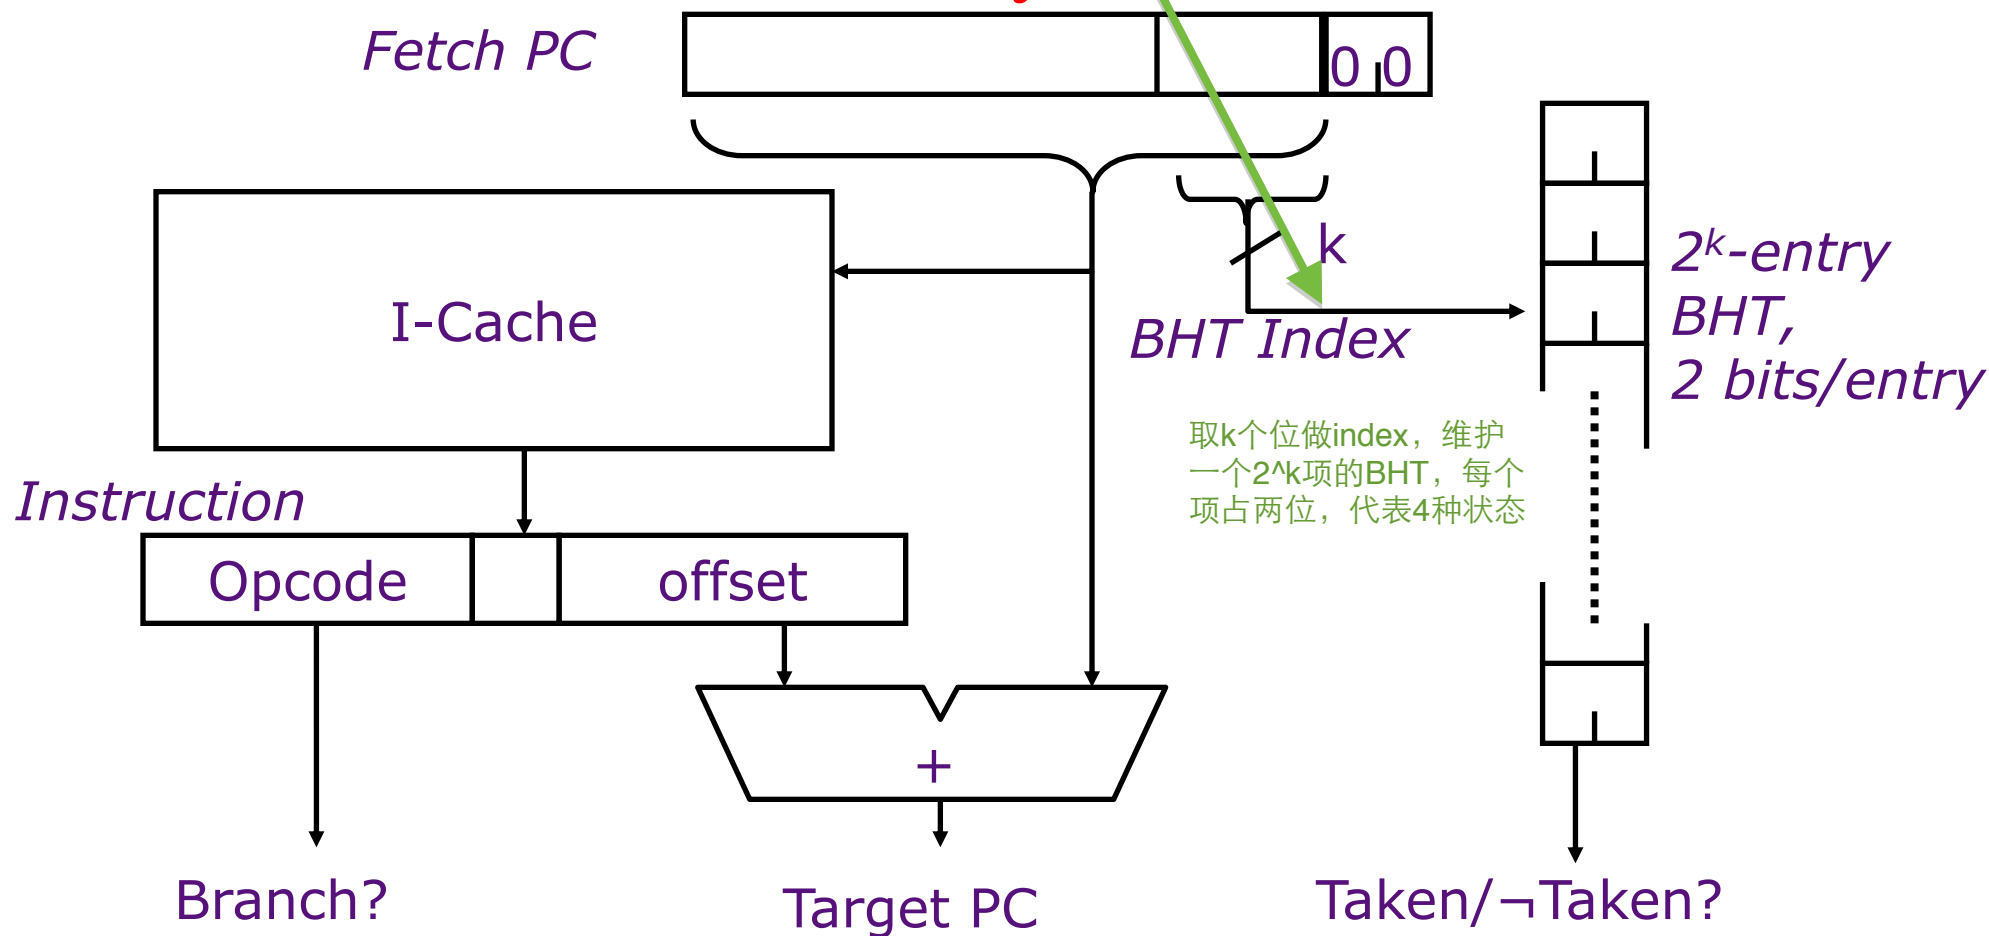 Fetch PC
0 0
k
2^k-entry
BHT,
2 bits/entry
I-Cache
BHT Index
取k个位做index，维护
一个2^k项的BHT，每个
项占两位，代表4种状态
Instruction
Opcode
offset
+
Branch?
Target PC
Taken/¬Taken?